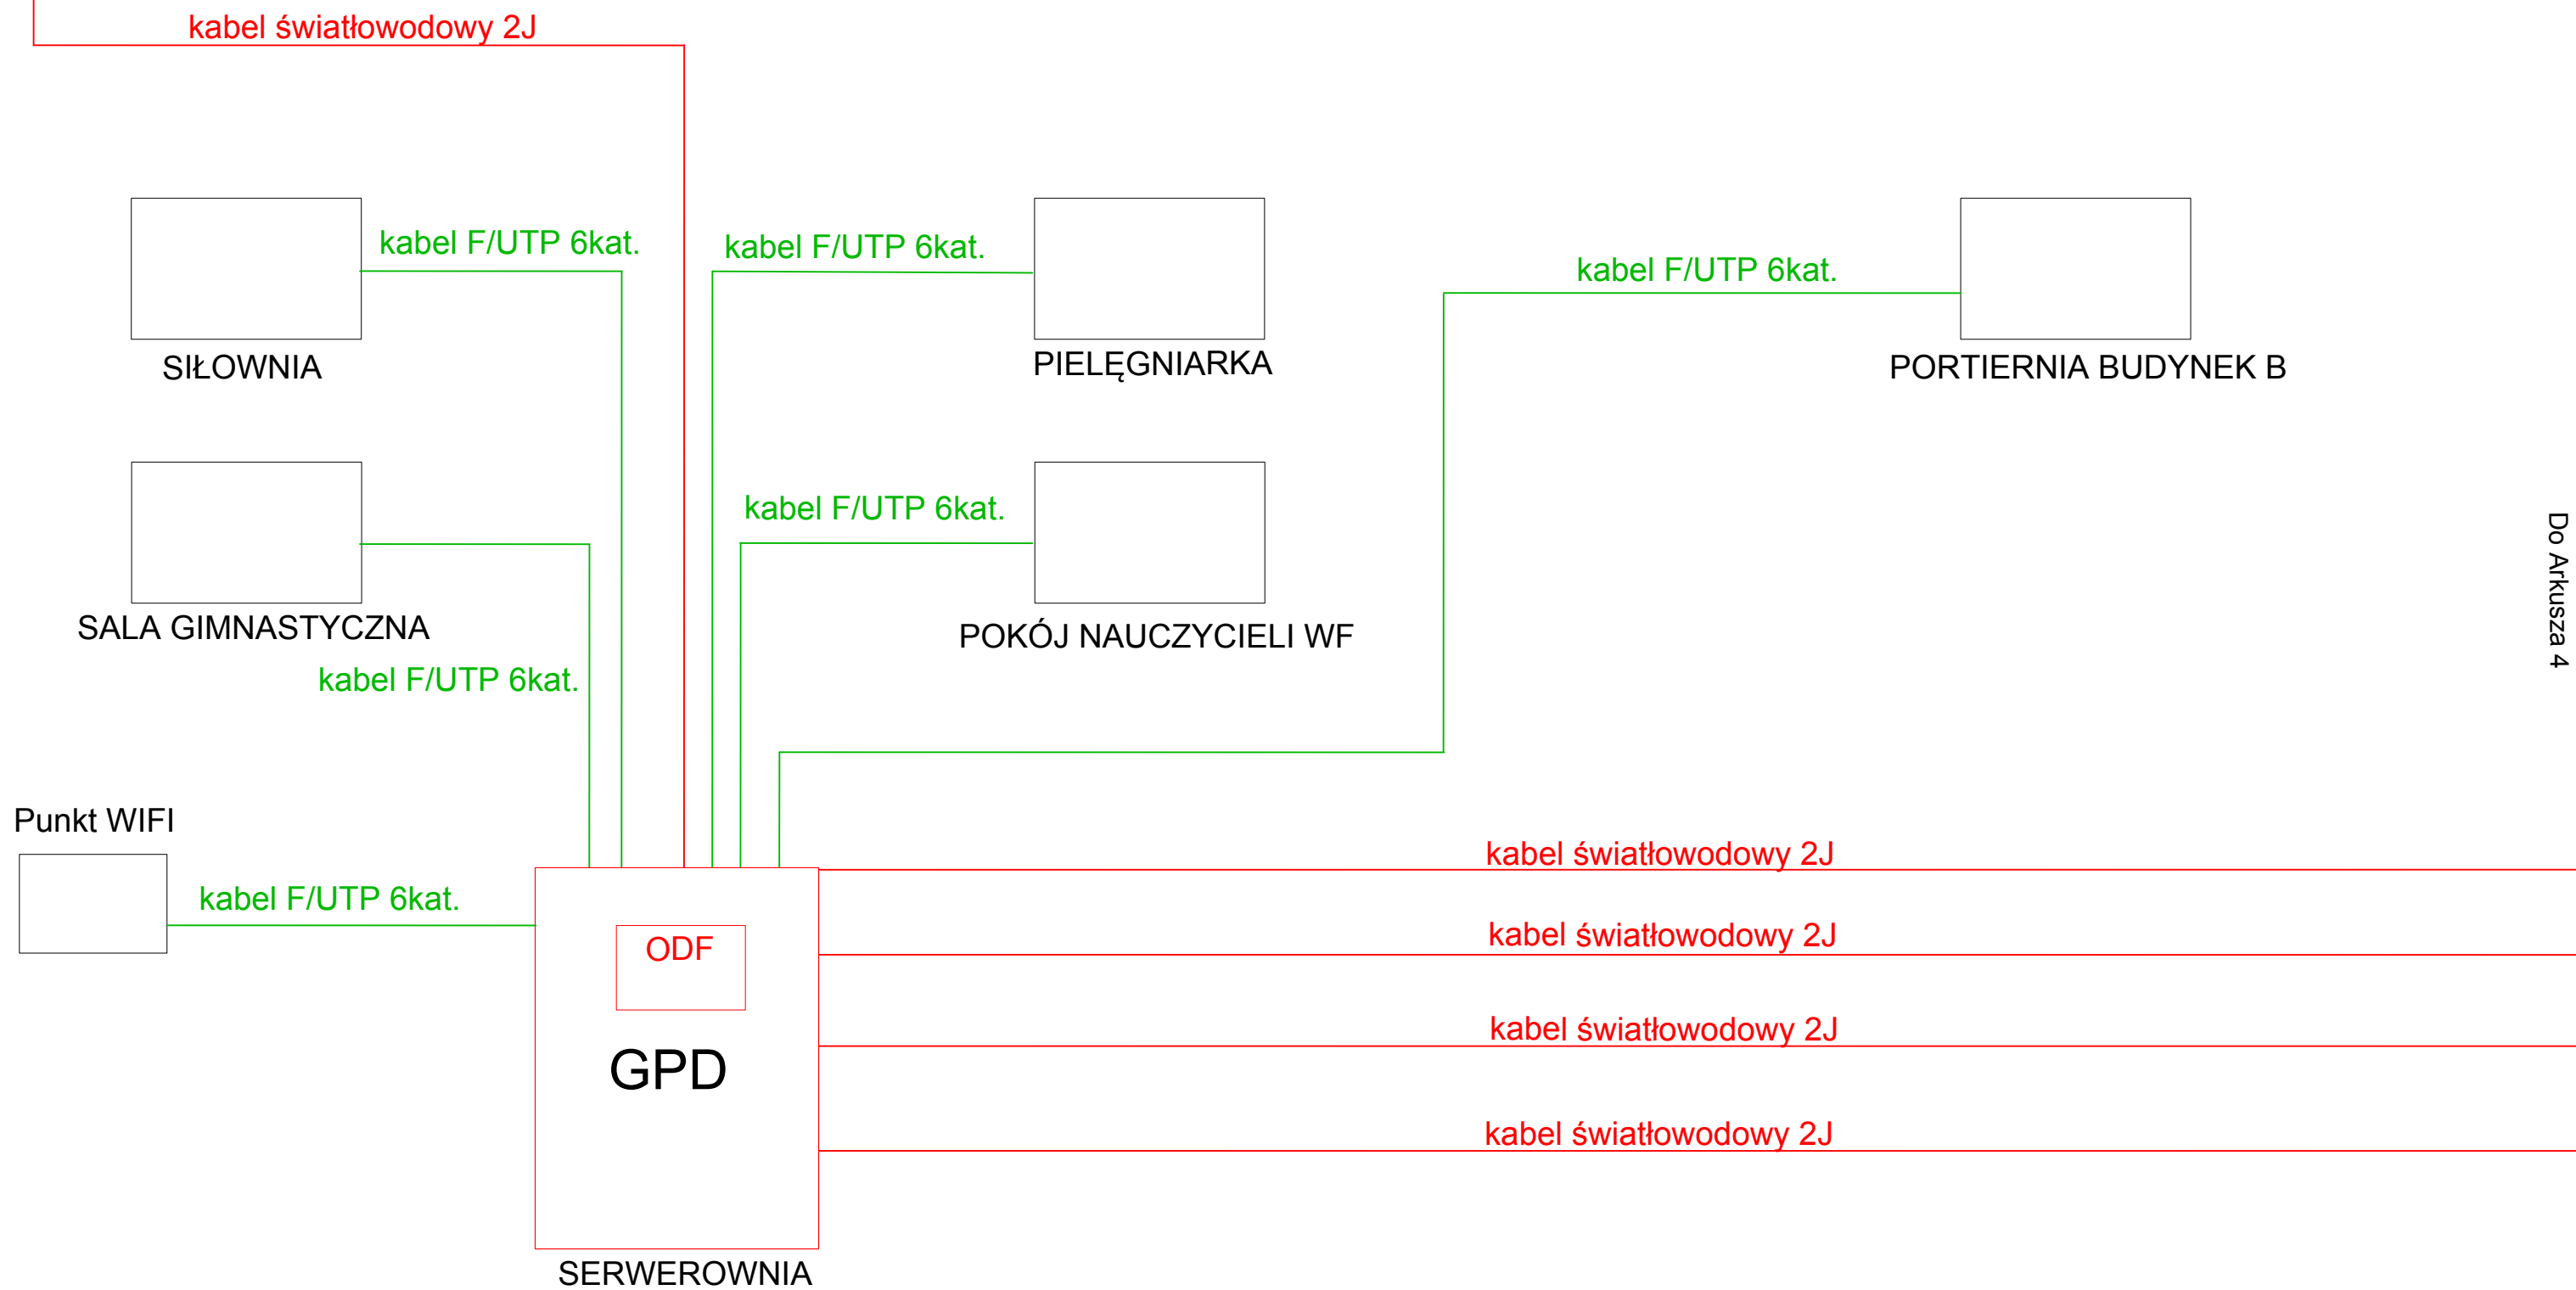 kabel światłowodowy 2J
kabel F/UTP 6kat.
kabel F/UTP 6kat.
kabel F/UTP 6kat.
SIŁOWNIA
PIELĘGNIARKA
PORTIERNIA BUDYNEK B
kabel F/UTP 6kat.
Do Arkusza 4
SALA GIMNASTYCZNA
POKÓJ NAUCZYCIELI WF
kabel F/UTP 6kat.
Punkt WIFI
kabel światłowodowy 2J
kabel F/UTP 6kat.
kabel światłowodowy 2J
ODF
kabel światłowodowy 2J
GPD
kabel światłowodowy 2J
SERWEROWNIA